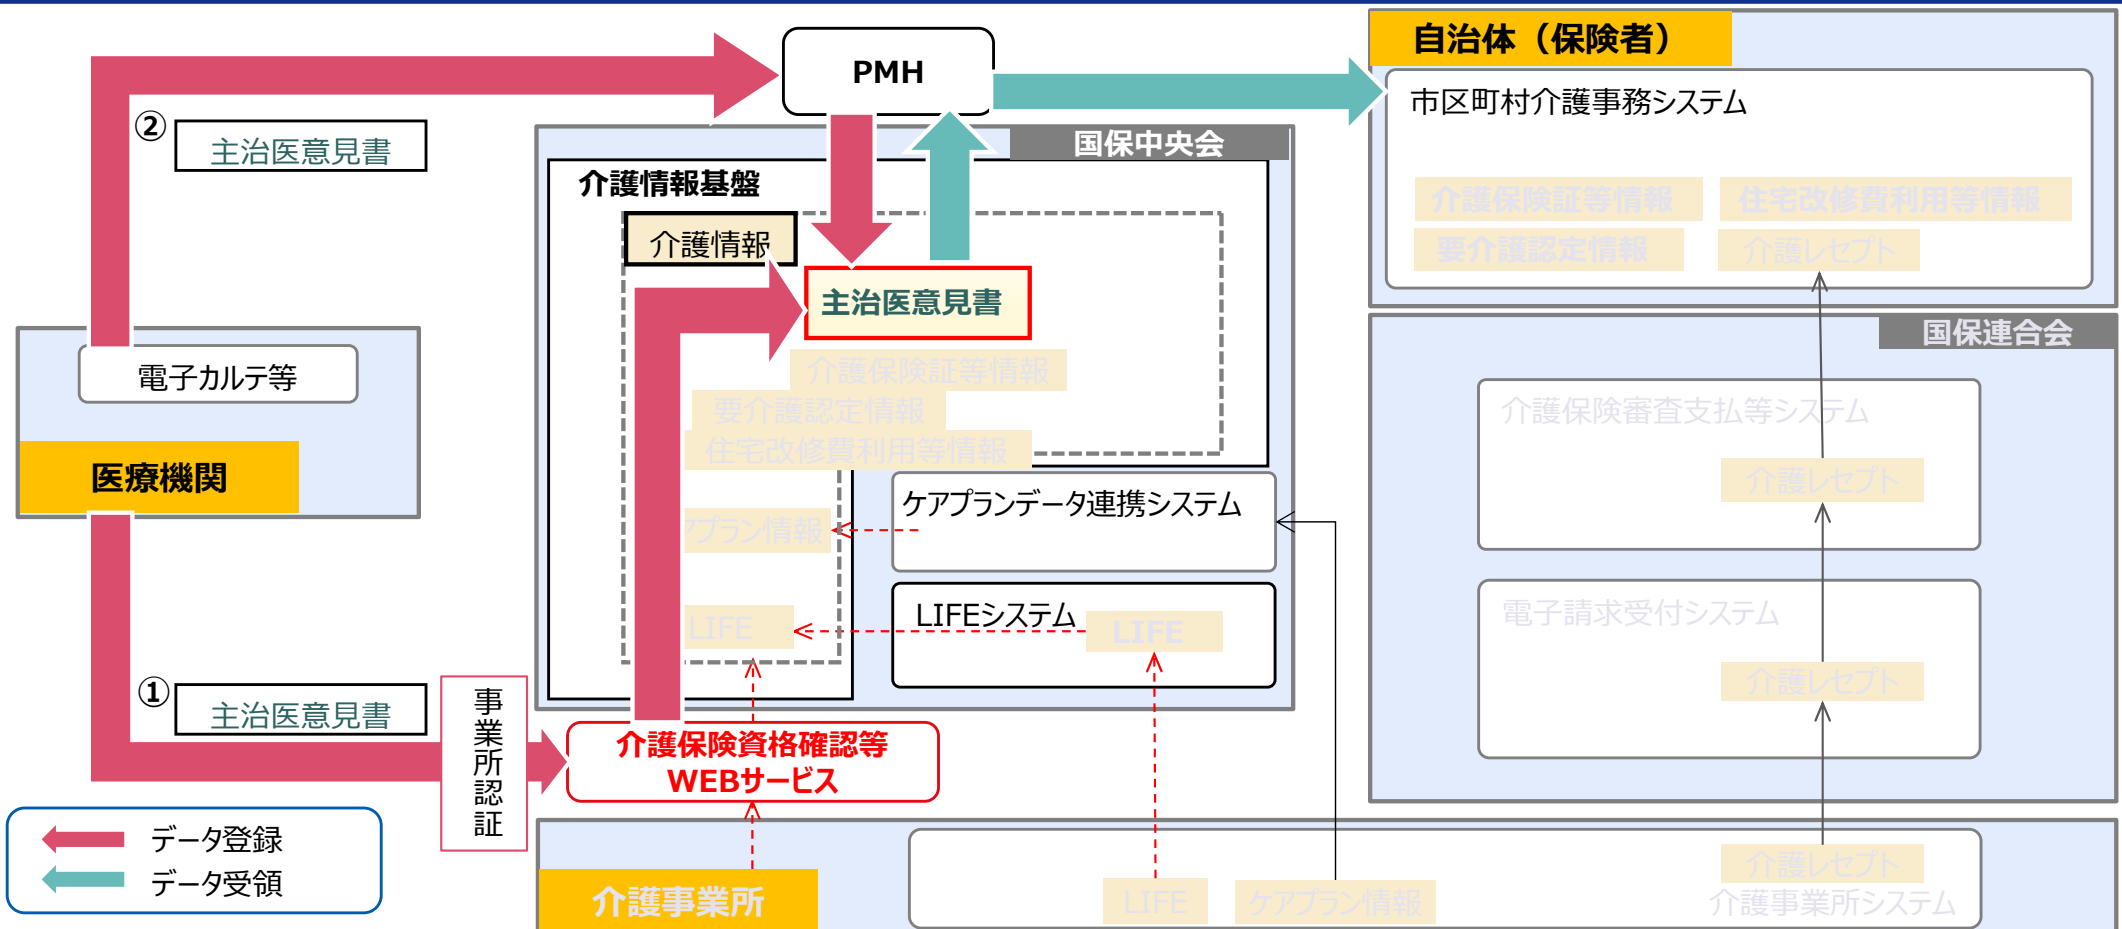 PMH
自治体（保険者）
市区町村介護事務システム
介護保険証等情報
住宅改修費利用等情報
要介護認定情報
介護レセプト
②
主治医意見書
国保中央会
介護情報基盤
介護情報
主治医意見書
介護保険証等情報
要介護認定情報
住宅改修費利用等情報
アプラン情報
LIFE
ケアプランデータ連携システム
LIFEシステム
LIFE
国保連合会
介護保険審査支払等システム
介護レセプト
電子請求受付システム
介護レセプト
電子カルテ等
医療機関
①
主治医意見書
事業所認証
介護保険資格確認等
WEBサービス
データ登録
データ受領
介護事業所
LIFE
ケアプラン情報
介護レセプト
介護事業所システム